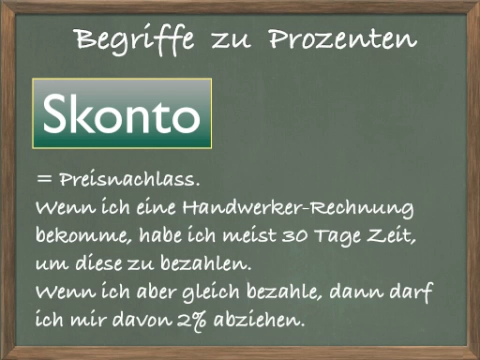 Begriffe zu Prozenten
Skonto
= Preisnachlass.
Wenn ich eine Handwerker-Rechnung
bekomme, habe ich meist 30 Tage Zeit,
um diese zu bezahlen.
Wenn ich aber gleich bezahle, dann darf
ich mir davon 2% abziehen.